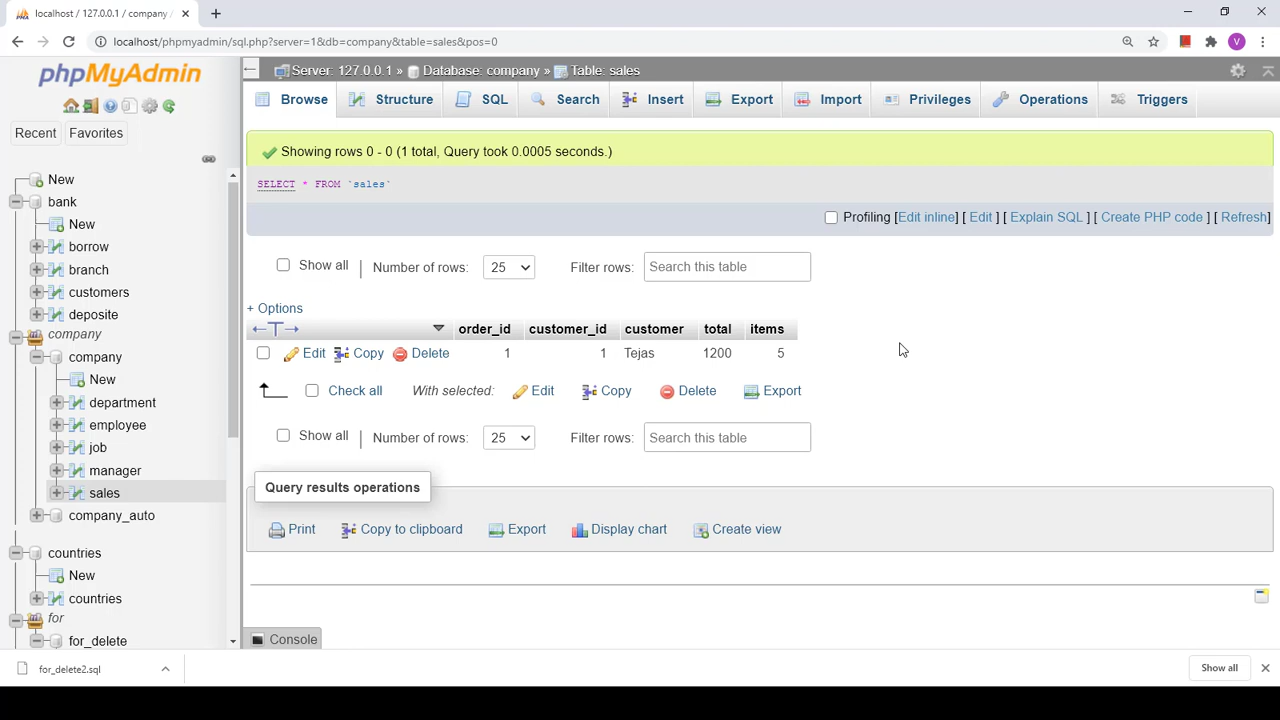 localhost / 127.0.0.1 / company /
localhost/phpmyadmin/sql.php?server=1&db=company&table=sales&pos=0
V
phpMyAdmin
Recent
Favorites
New
bank
New
borrow
branch
customers
deposite
company
company
New
department
employee
job
manager
sales
company_auto
countries
New
countries
for
for_delete
Server: 127.0.0.1 » Database: company » Table: sales
Browse Structure SQL Search Insert Export Import Privileges Operations Triggers
Showing rows 0 - 0 (1 total, Query took 0.0005 seconds.)
SELECT * FROM `sales`
Profiling [Edit inline] [ Edit ] [ Explain SQL ] [ Create PHP code ] [ Refresh]
Show all | Number of rows: 25 Filter rows: Search this table
+ Options
←T→ order_id customer_id customer total items
Edit Copy Delete 1 1 Tejas 1200 5
Check all With selected: Edit Copy Delete Export
Show all | Number of rows: 25 Filter rows: Search this table
Query results operations
Print Copy to clipboard Export Display chart Create view
Console
for_delete2.sql
Show all